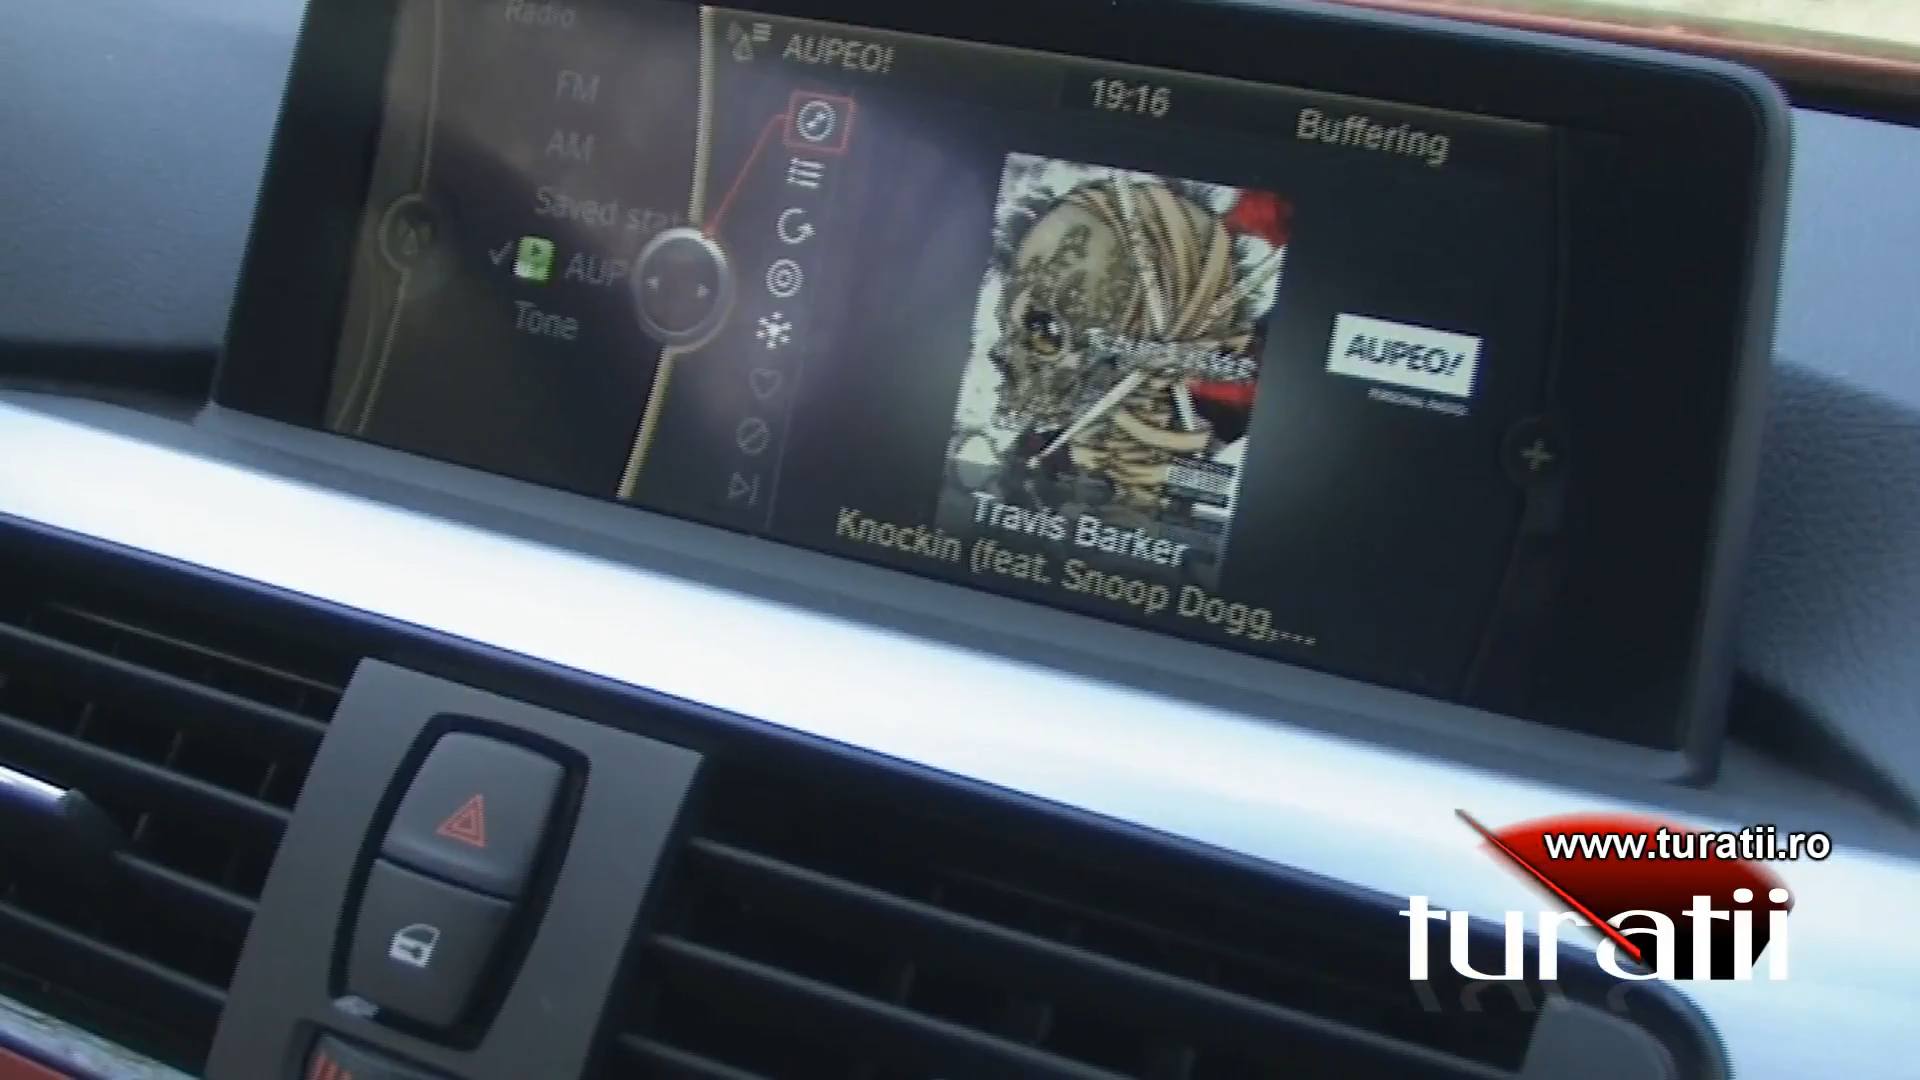 Radio
FM
AM
Saved stat
AUP
Tone
AUPEO!
19:16
Buffering
AUPEO!
Travis Barker
Knockin (feat. Snoop Dogg,...
www.turatii.ro
turatii